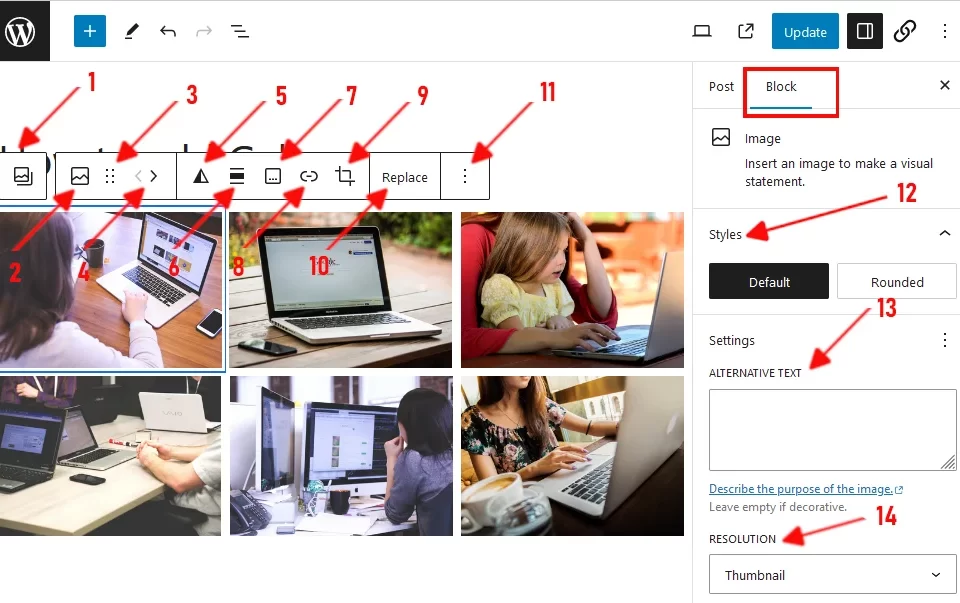 Update
1
3
5
7
9
11
Replace
2
4
6
8
10
Post
Block
Image
Insert an image to make a visual
statement.
12
Styles
Default
Rounded
13
Settings
ALTERNATIVE TEXT
Describe the purpose of the image.
Leave empty if decorative.
14
RESOLUTION
Thumbnail